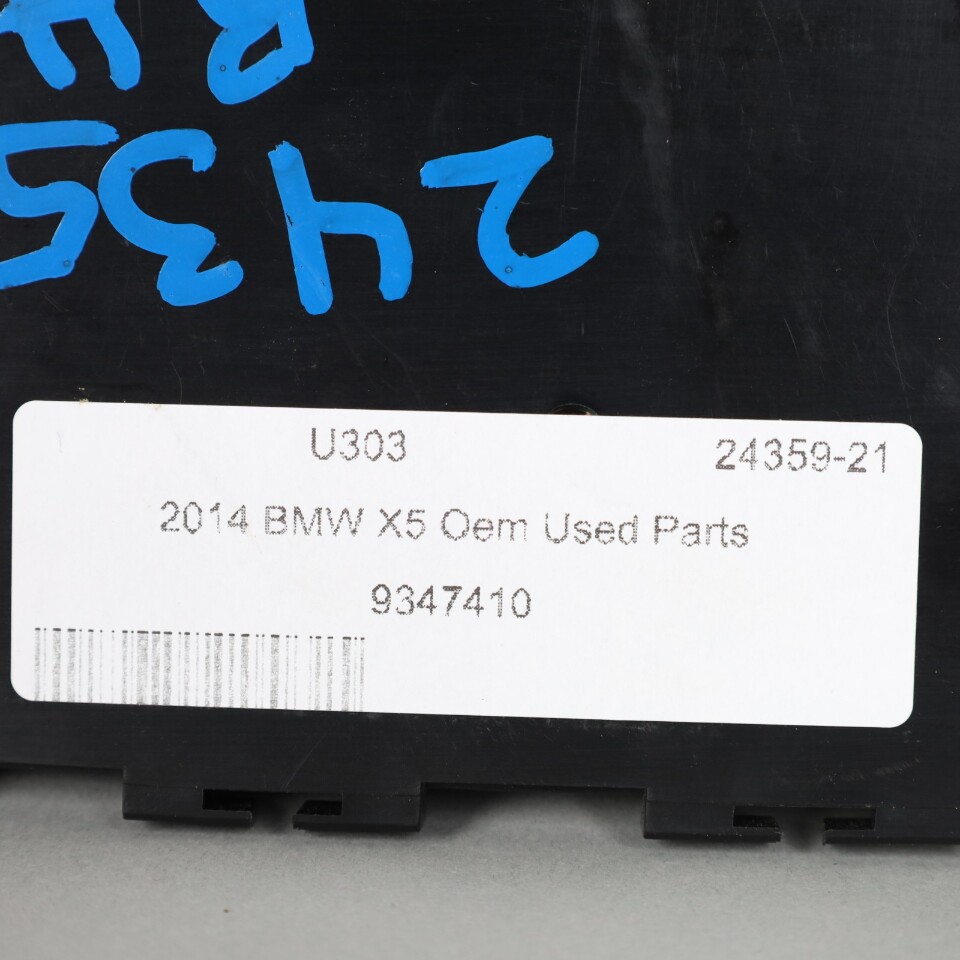 2435
U303 24359-21
2014 BMW X5 Oem Used Parts
9347410